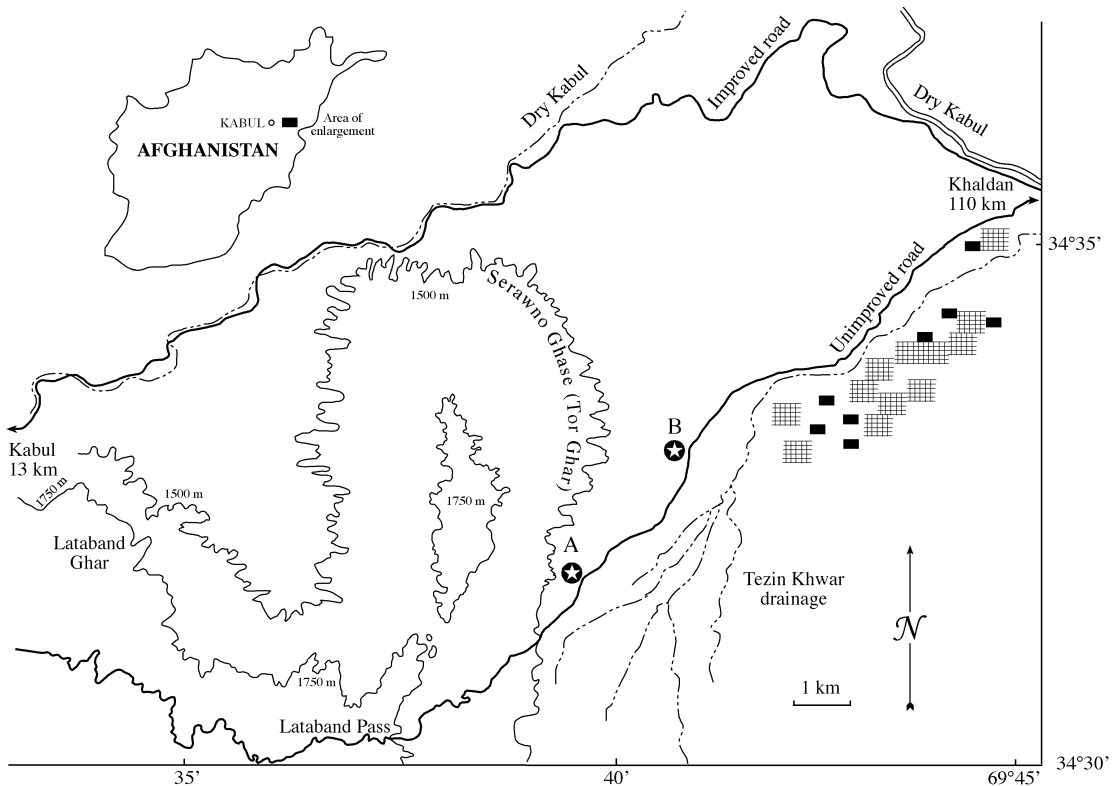 Dry Kabul
Improved road
Dry Kabul
KABUL
Area of
enlargement
AFGHANISTAN
Khaldan
110 km
34°35’
1500 m
Serawno Ghase (Tor Ghar)
Unimproved road
Kabul
13 km
1750 m
1500 m
1750 m
B
Lataband
Ghar
A
Tezin Khwar
drainage
N
1750 m
1 km
Lataband Pass
34°30’
35’
40’
69°45’